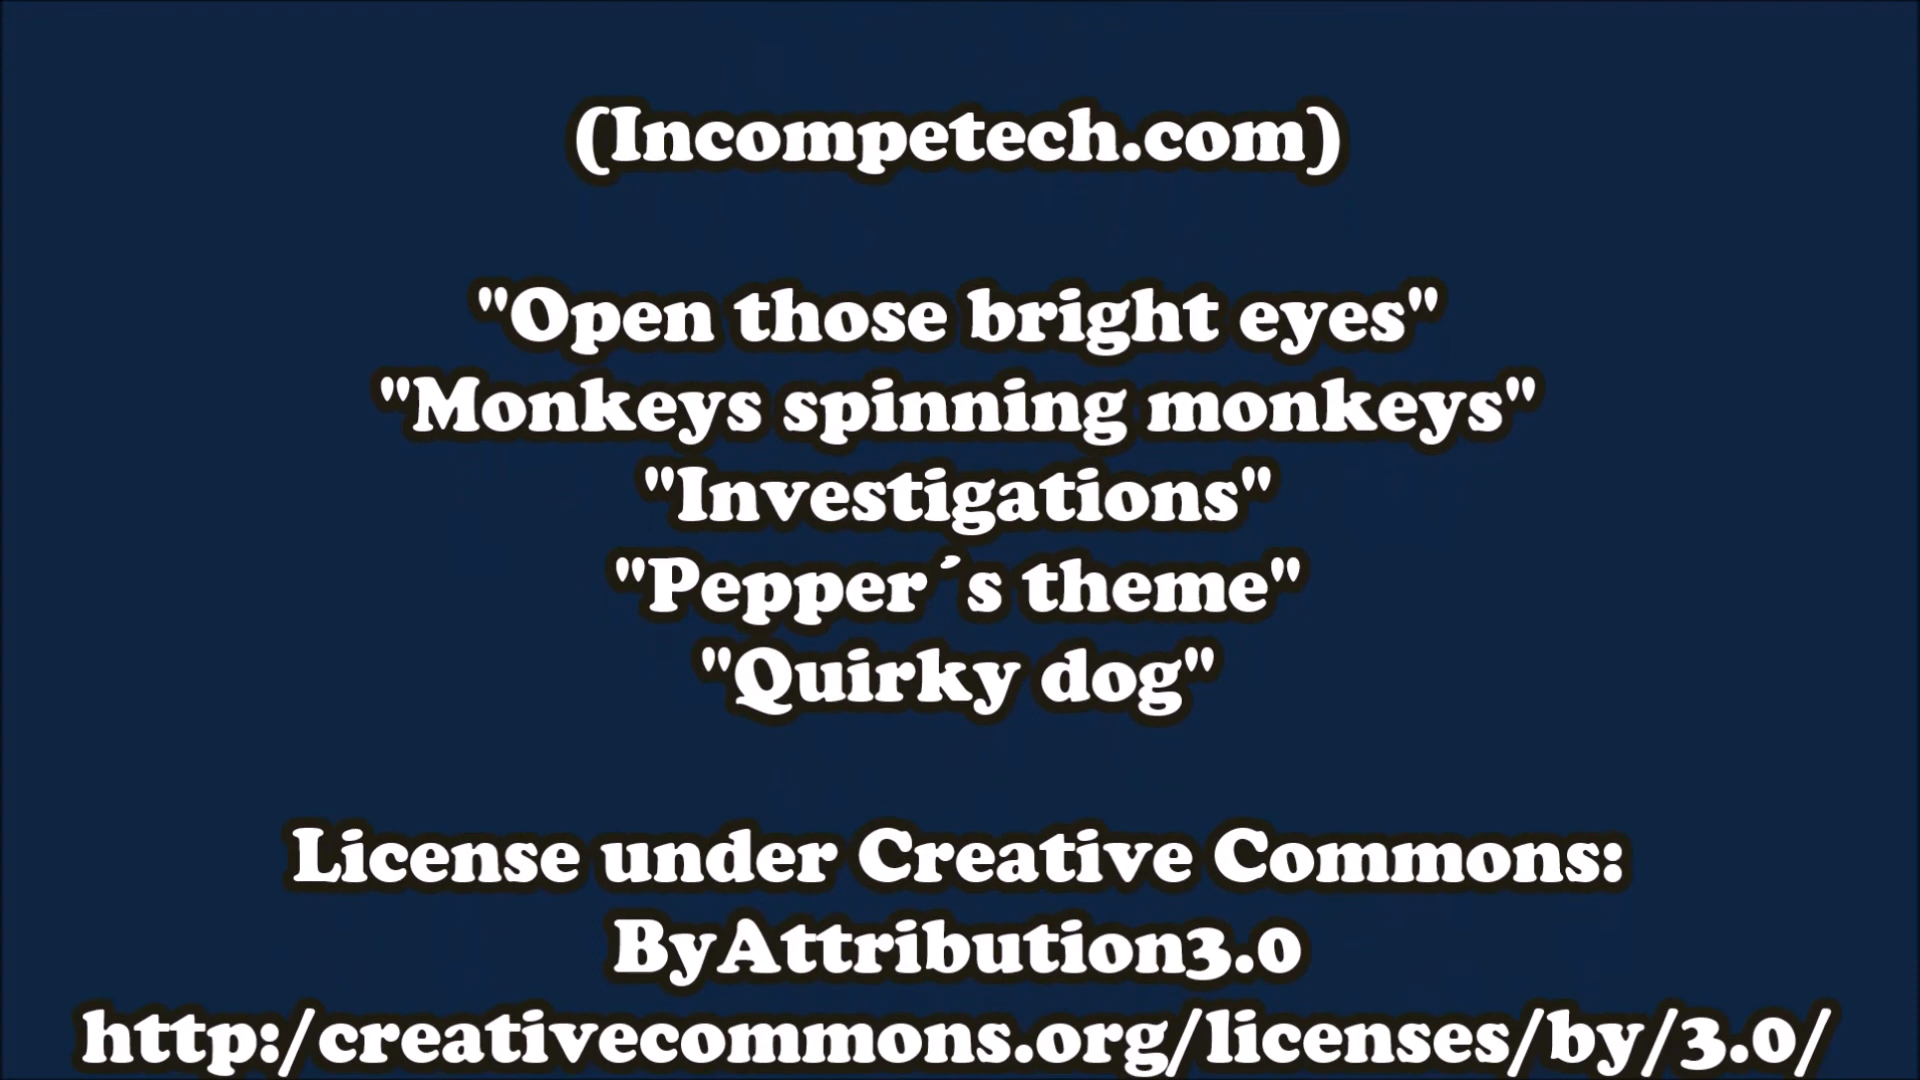 (Incompetech.com)
"Open those bright eyes"
"Monkeys spinning monkeys"
"Investigations"
"Pepper´s theme"
"Quirky dog"
License under Creative Commons:
ByAttribution3.0
http:/creativecommons.org/licenses/by/3.0/